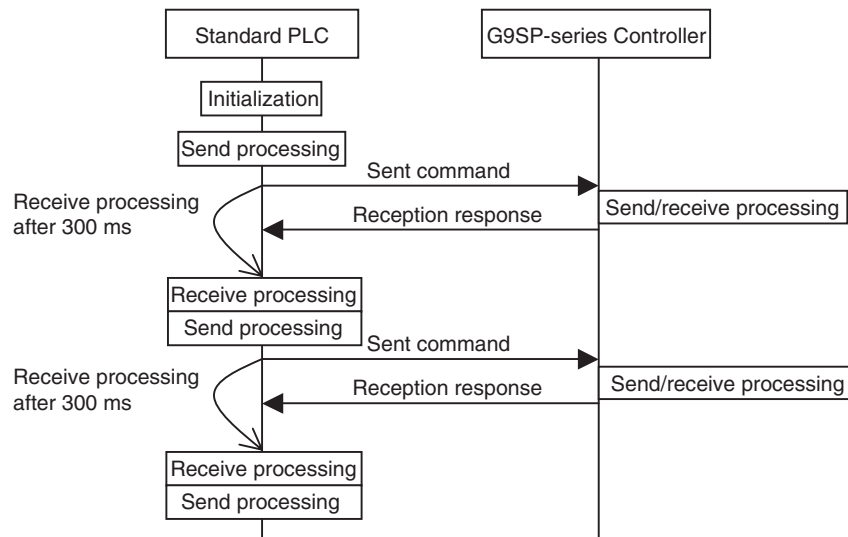 Standard PLC
G9SP-series Controller
Initialization
Send processing
Sent command
Receive processing
after 300 ms
Send/receive processing
Reception response
Receive processing
Send processing
Sent command
Receive processing
after 300 ms
Send/receive processing
Reception response
Receive processing
Send processing